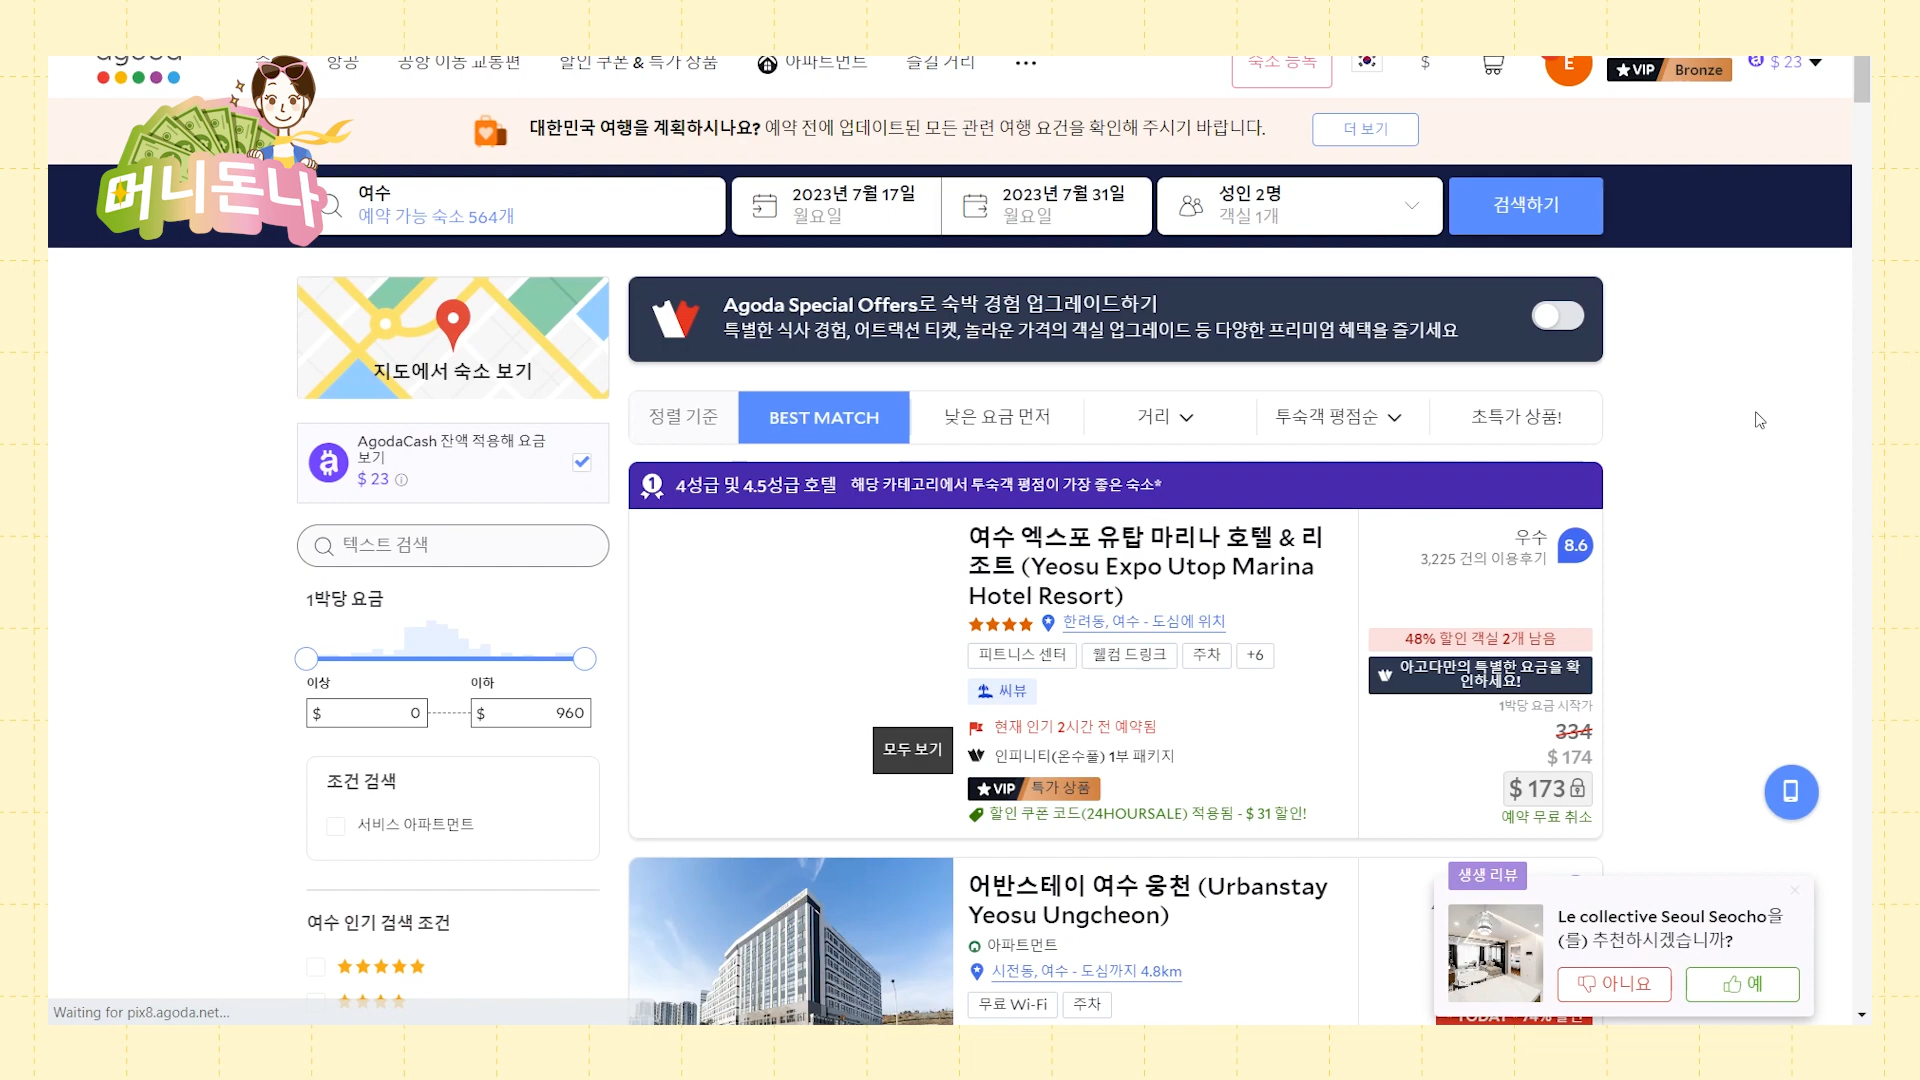 agoda
항공
공항 이동 교통편
할인 쿠폰 & 특가 상품
아파트먼트
즐길 거리
숙소 등록
$
E
VIP Bronze
$ 23
머니돈나
대한민국 여행을 계획하시나요? 예약 전에 업데이트된 모든 관련 여행 요건을 확인해 주시기 바랍니다.
더 보기
여수
예약 가능 숙소 564개
2023년 7월 17일
월요일
2023년 7월 31일
월요일
성인 2명
객실 1개
검색하기
지도에서 숙소 보기
Agoda Special Offers로 숙박 경험 업그레이드하기
특별한 식사 경험, 어트랙션 티켓, 놀라운 가격의 객실 업그레이드 등 다양한 프리미엄 혜택을 즐기세요
정렬 기준
BEST MATCH
낮은 요금 먼저
거리
투숙객 평점순
초특가 상품!
AgodaCash 잔액 적용해 요금
보기
$ 23
텍스트 검색
1박당 요금
이상
이하
$ 0
$ 960
조건 검색
서비스 아파트먼트
여수 인기 검색 조건
1
4성급 및 4.5성급 호텔 해당 카테고리에서 투숙객 평점이 가장 좋은 숙소*
모두 보기
여수 엑스포 유탑 마리나 호텔 & 리
조트 (Yeosu Expo Utop Marina
Hotel Resort)
한려동, 여수 - 도심에 위치
피트니스 센터
웰컴 드링크
주차
+6
씨뷰
현재 인기 2시간 전 예약됨
인피니티(온수풀) 1부 패키지
VIP 특가 상품
할인 쿠폰 코드(24HOURSALE) 적용됨 - $ 31 할인!
우수
3,225 건의 이용후기
8.6
48% 할인 객실 2개 남음
아고다만의 특별한 요금을 확
인하세요!
1박당 요금 시작가
334
$ 174
$ 173
예약 무료 취소
어반스테이 여수 웅천 (Urbanstay
Yeosu Ungcheon)
아파트먼트
시전동, 여수 - 도심까지 4.8km
무료 Wi-Fi
주차
생생 리뷰
Le collective Seoul Seocho을
(를) 추천하시겠습니까?
아니요
예
TODAY 74% 할인
Waiting for pix8.agoda.net...